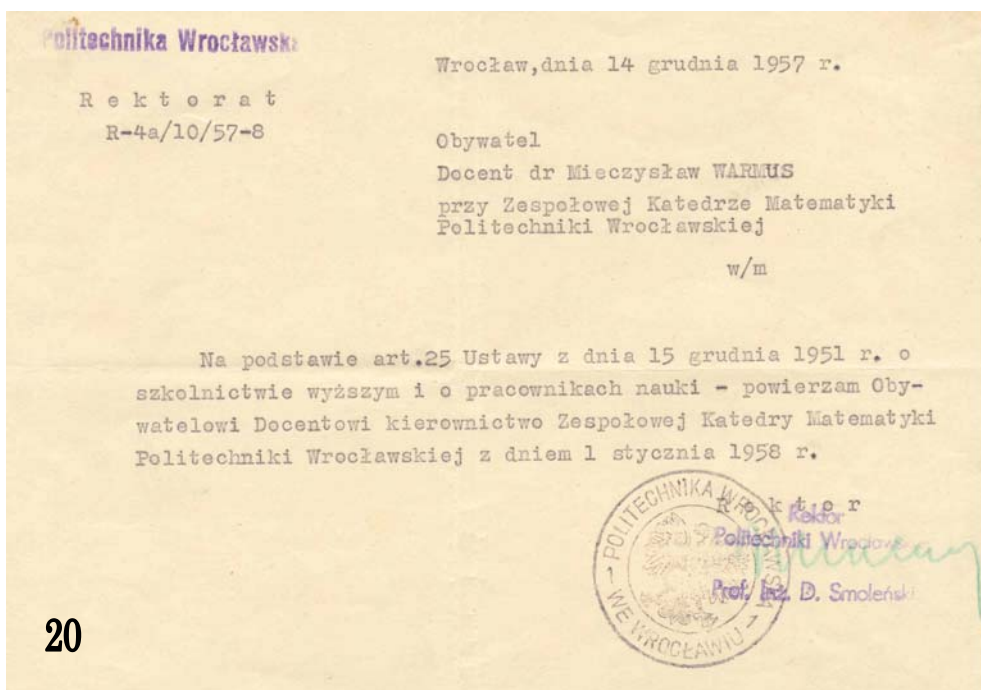 Politechnika Wrocławska
Wrocław,dnia 14 grudnia 1957 r.
R e k t o r a t
R-4a/10/57-8
Obywatel
Docent dr Mieczysław WARMUS
przy Zespołowej Katedrze Matematyki
Politechniki Wrocławskiej
w/m
Na podstawie art.25 Ustawy z dnia 15 grudnia 1951 r. o
szkolnictwie wyższym i o pracownikach nauki - powierzam Oby-
watelowi Docentowi kierownictwo Zespołowej Katedry Matematyki
Politechniki Wrocławskiej z dniem 1 stycznia 1958 r.
R e k t o r
Rektor
Politechniki Wrocławskiej
Prof. Inż. D. Smoleński
POLITECHNIKA WROCŁAWSKA
WE WROCŁAWIU
1 1
20